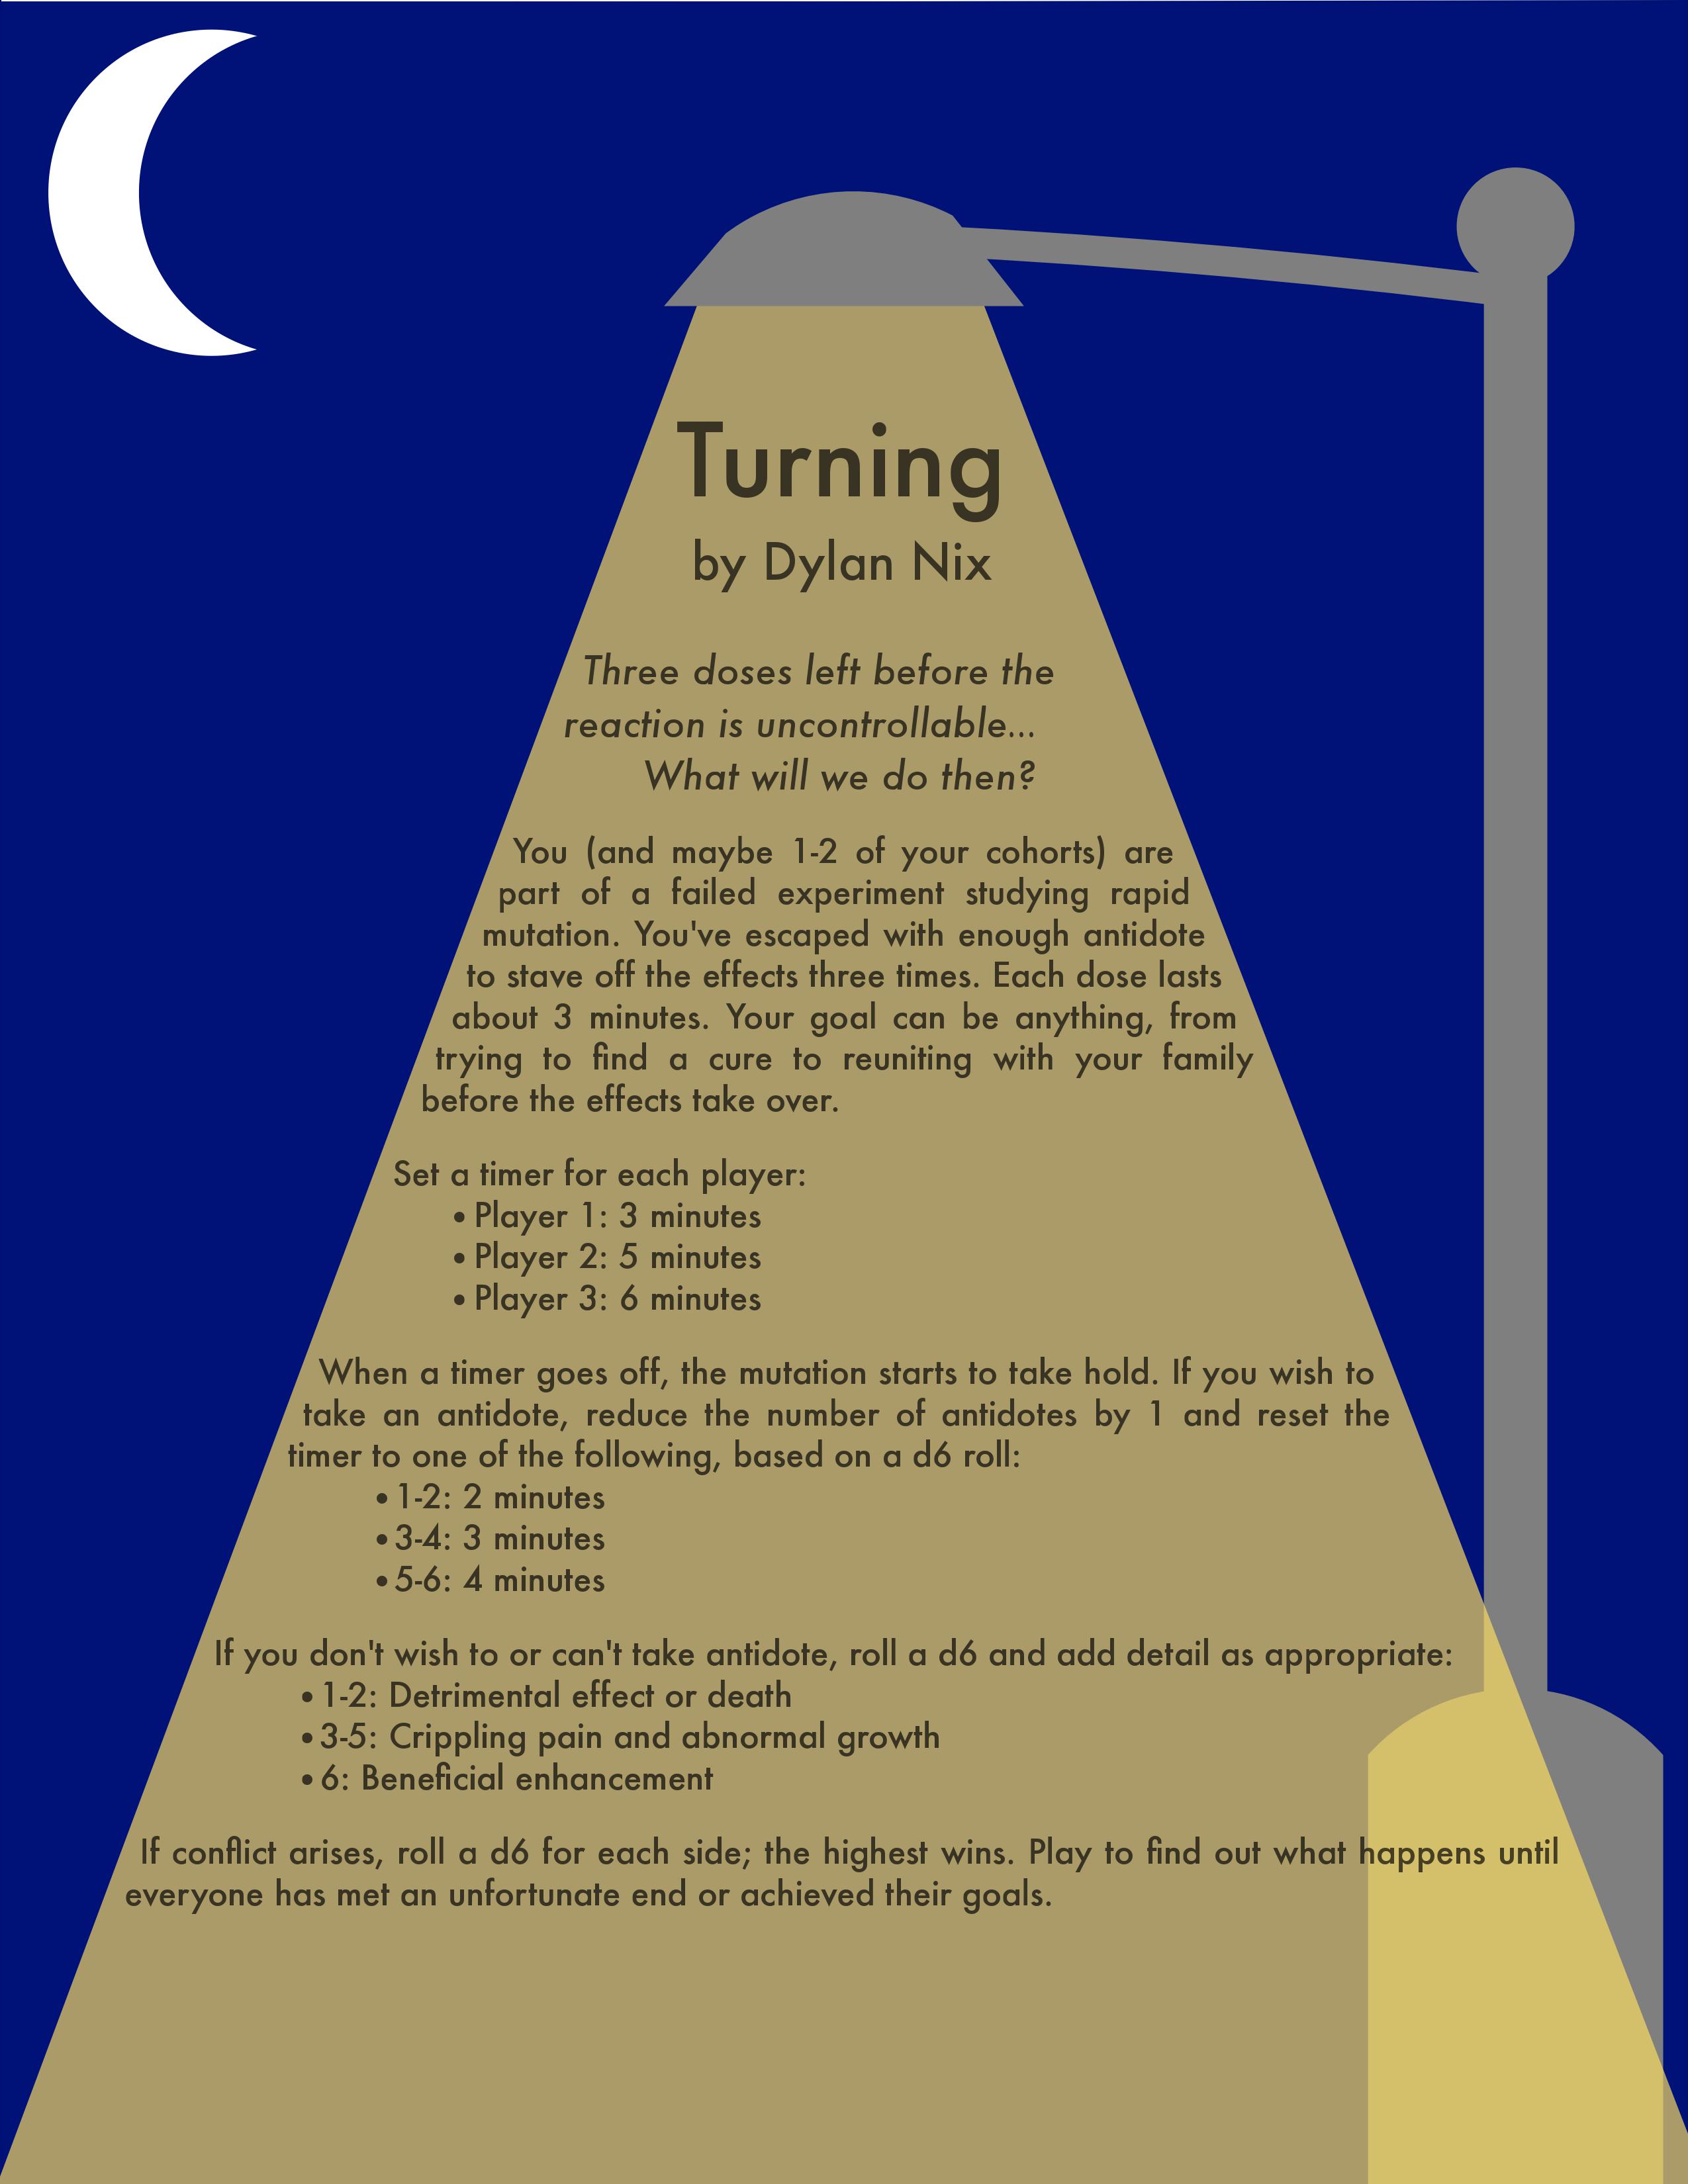 Turning
by Dylan Nix
Three doses left before the
reaction is uncontrollable...
What will we do then?
You (and maybe 1-2 of your cohorts) are
part of a failed experiment studying rapid
mutation. You've escaped with enough antidote
to stave off the effects three times. Each dose lasts
about 3 minutes. Your goal can be anything, from
trying to find a cure to reuniting with your family
before the effects take over.
Set a timer for each player:
• Player 1: 3 minutes
• Player 2: 5 minutes
• Player 3: 6 minutes
When a timer goes off, the mutation starts to take hold. If you wish to
take an antidote, reduce the number of antidotes by 1 and reset the
timer to one of the following, based on a d6 roll:
• 1-2: 2 minutes
• 3-4: 3 minutes
• 5-6: 4 minutes
If you don't wish to or can't take antidote, roll a d6 and add detail as appropriate:
• 1-2: Detrimental effect or death
• 3-5: Crippling pain and abnormal growth
• 6: Beneficial enhancement
If conflict arises, roll a d6 for each side; the highest wins. Play to find out what happens until
everyone has met an unfortunate end or achieved their goals.